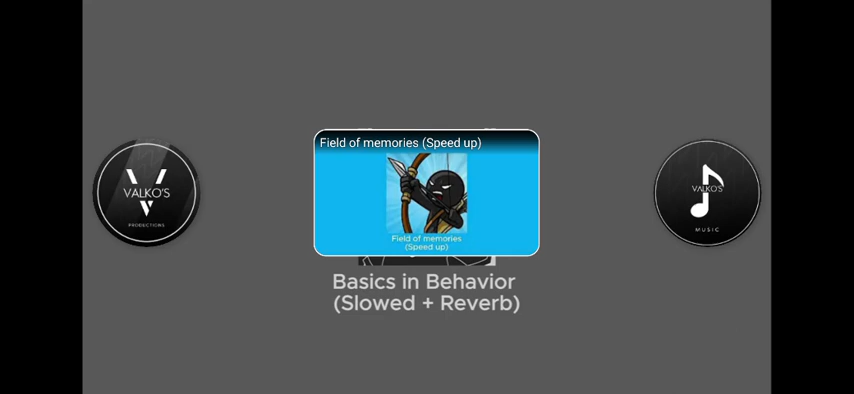 Field of memories (Speed up)
VALKO'S
PRODUCTIONS
VALKO'S
MUSIC
Field of memories
(Speed up)
Basics in Behavior
(Slowed + Reverb)